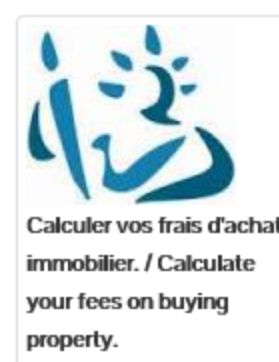 Calculer vos frais d'achat
immobilier. / Calculate
your fees on buying
property.